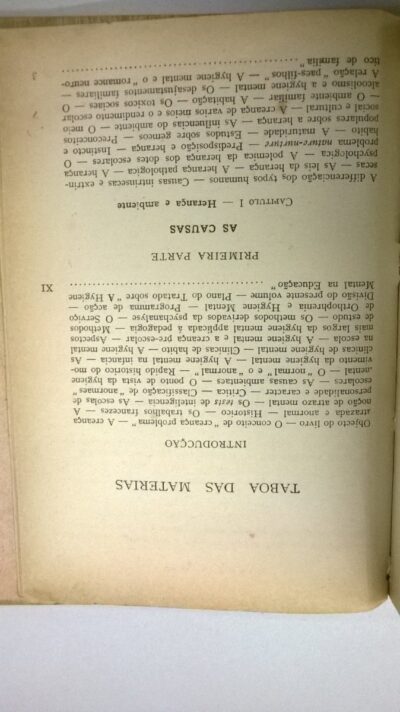 TABOA DAS MATERIAS
INTRODUCÇÃO
Objecto do livro — O conceito de "creança problema" — A creança
atrazada e anormal — Historico — Os trabalhos francezes — A
noção de atrazo mental — Os tests de inteligencia — As escolas de
personalidade e caracter — Critica — Classificação de "anormaes"
escolares — As causas ambientaes — O ponto de vista da hygiene
mental — O "normal" e o "anormal" — Rapido historico do mo-
vimento da hygiene mental — A hygiene mental na infancia — As
clinicas de hygiene mental — Clinicas de habito — A hygiene mental
na escola — A hygiene mental e a creança pre-escolar — Aspectos
mais largos da hygiene mental applicada á pedagogia — Methodos
de estudo — Os methodos derivados da psychanalyse — O Serviço
de Orthophrenia e Hygiene Mental — Programma de acção —
Divisão do presente volume — Plano do Tratado sobre "A Hygiene
Mental na Educação" .......... XI
PRIMEIRA PARTE
AS CAUSAS
CAPITULO I — Herança e ambiente
A differenciação dos typos humanos — Causas intrinsecas e extrin-
secas — As leis da herança — A herança pathologica — A herança
psychologica — A polemica da herança dos dotes escolares — O
problema nature-nurture — Predisposição e herança — Instincto e
habito — A maturidade — Estudos sobre gemeos — Preconceitos
populares sobre a herança — As influencias do ambiente — O meio
social e cultural — A creança de varios meios e o rendimento escolar
— O ambiente familiar — A habitação — Os toxicos sociaes — O
alcoolismo e a hygiene mental — Os desajustamentos familiares —
A relação "paes-filhos" — A hygiene mental e o "romance neuro-
tico de familia" .......... 3